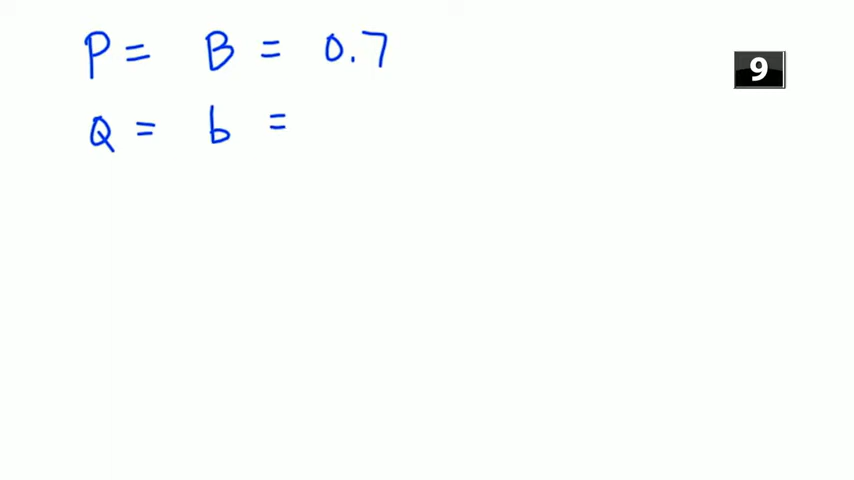 P = B = 0.7
9
Q = b =